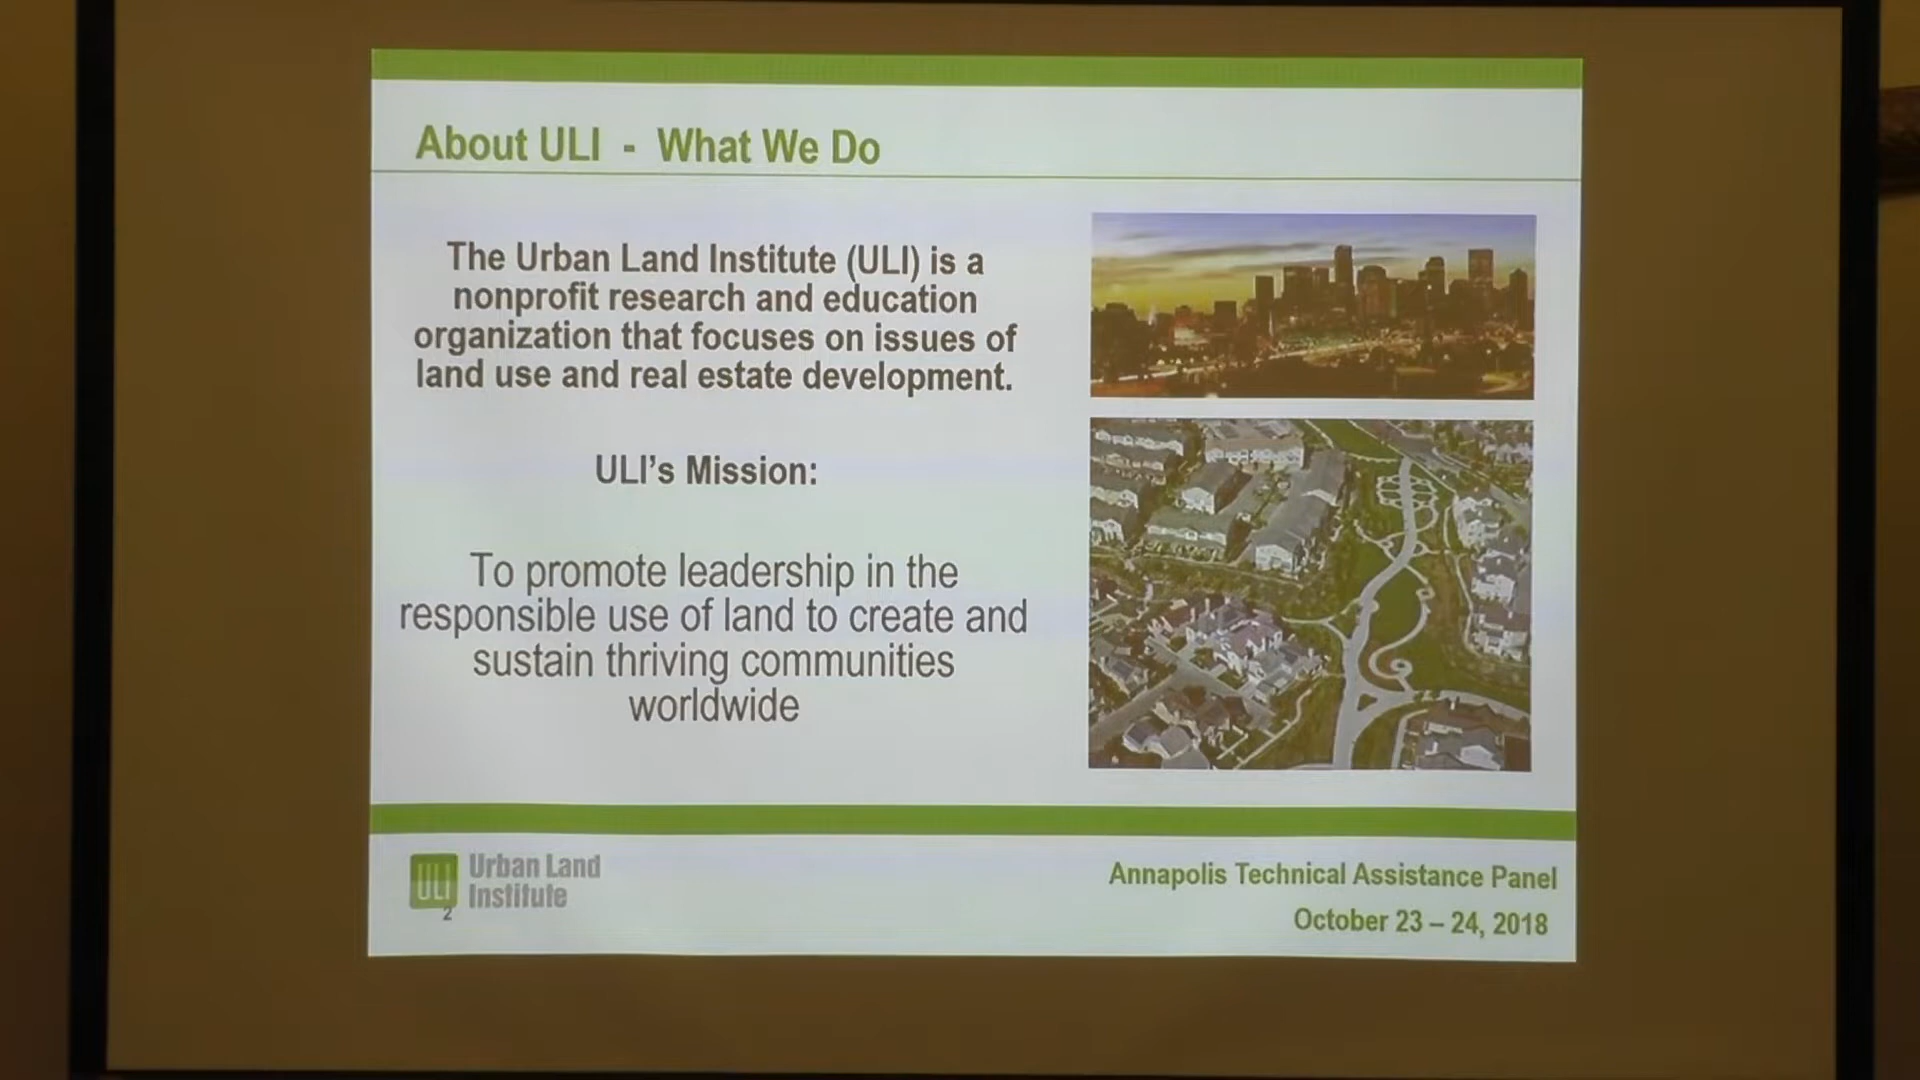 About ULI - What We Do
The Urban Land Institute (ULI) is a
nonprofit research and education
organization that focuses on issues of
land use and real estate development.
ULI's Mission:
To promote leadership in the
responsible use of land to create and
sustain thriving communities
worldwide
ULI
Urban Land
Institute
2
Annapolis Technical Assistance Panel
October 23 – 24, 2018